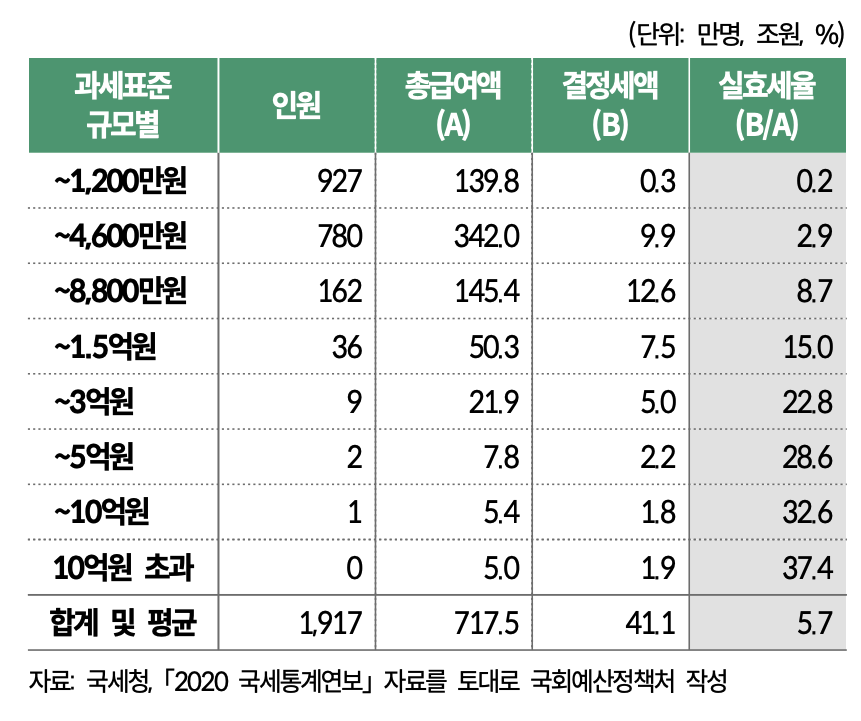 (단위: 만명, 조원, %)
과세표준 규모별 인원 총급여액 (A) 결정세액 (B) 실효세율 (B/A)
~1,200만원 927 139.8 0.3 0.2
~4,600만원 780 342.0 9.9 2.9
~8,800만원 162 145.4 12.6 8.7
~1.5억원 36 50.3 7.5 15.0
~3억원 9 21.9 5.0 22.8
~5억원 2 7.8 2.2 28.6
~10억원 1 5.4 1.8 32.6
10억원 초과 0 5.0 1.9 37.4
합계 및 평균 1,917 717.5 41.1 5.7
자료: 국세청, 「2020 국세통계연보」 자료를 토대로 국회예산정책처 작성